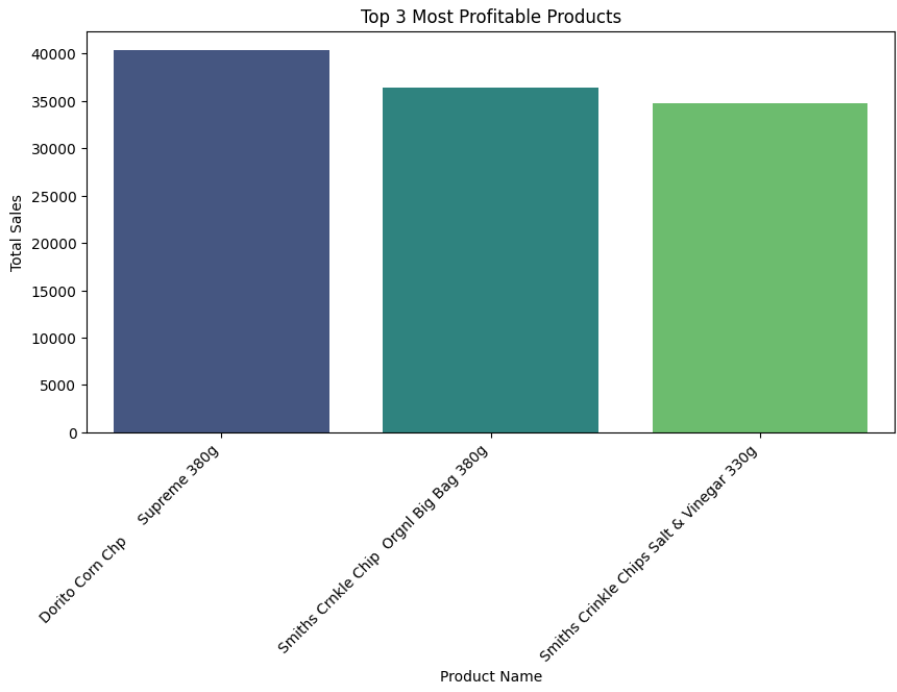 Top 3 Most Profitable Products
Total Sales
40000
35000
30000
25000
20000
15000
10000
5000
0
Dorito Corn Chp     Supreme 380g
Smiths Crnkle Chip  Orgnl Big Bag 380g
Smiths Crinkle Chips Salt & Vinegar 330g
Product Name